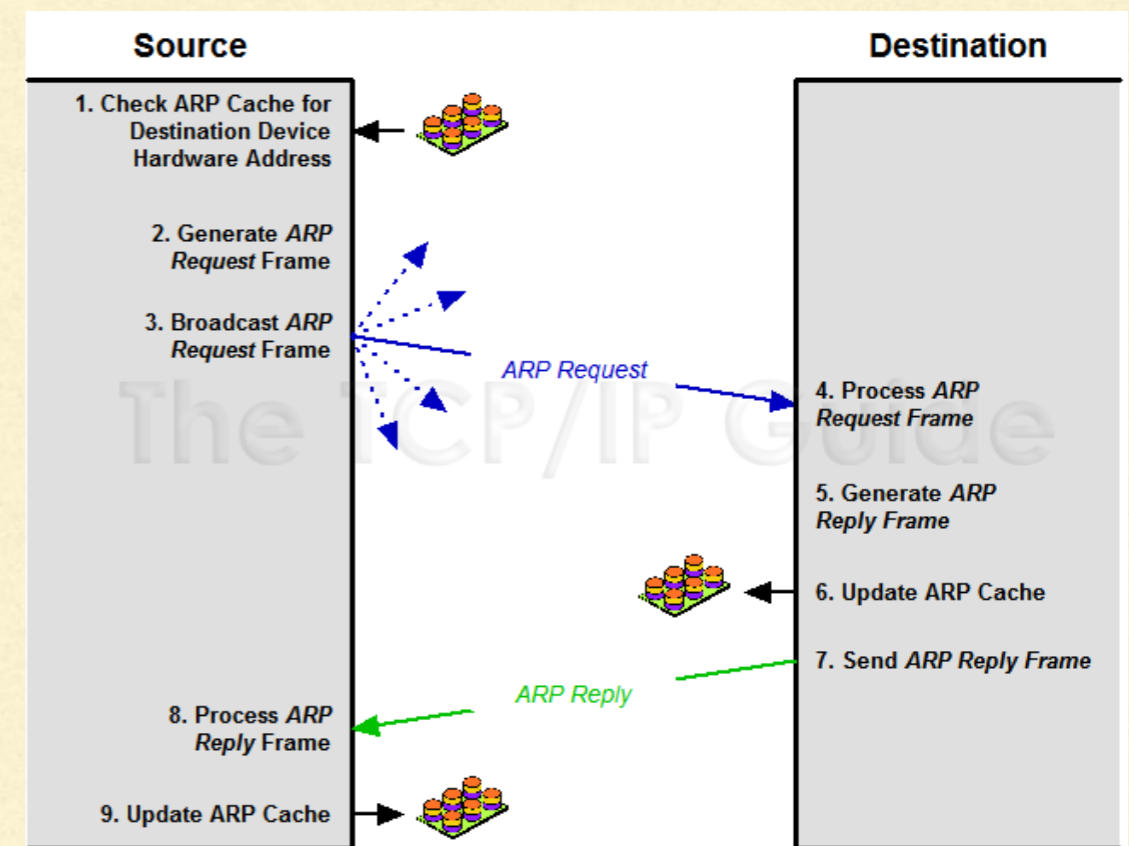 Source
Destination
1. Check ARP Cache for
Destination Device
Hardware Address
2. Generate ARP
Request Frame
3. Broadcast ARP
Request Frame
ARP Request
The TCP/IP Guide
4. Process ARP
Request Frame
5. Generate ARP
Reply Frame
6. Update ARP Cache
7. Send ARP Reply Frame
ARP Reply
8. Process ARP
Reply Frame
9. Update ARP Cache